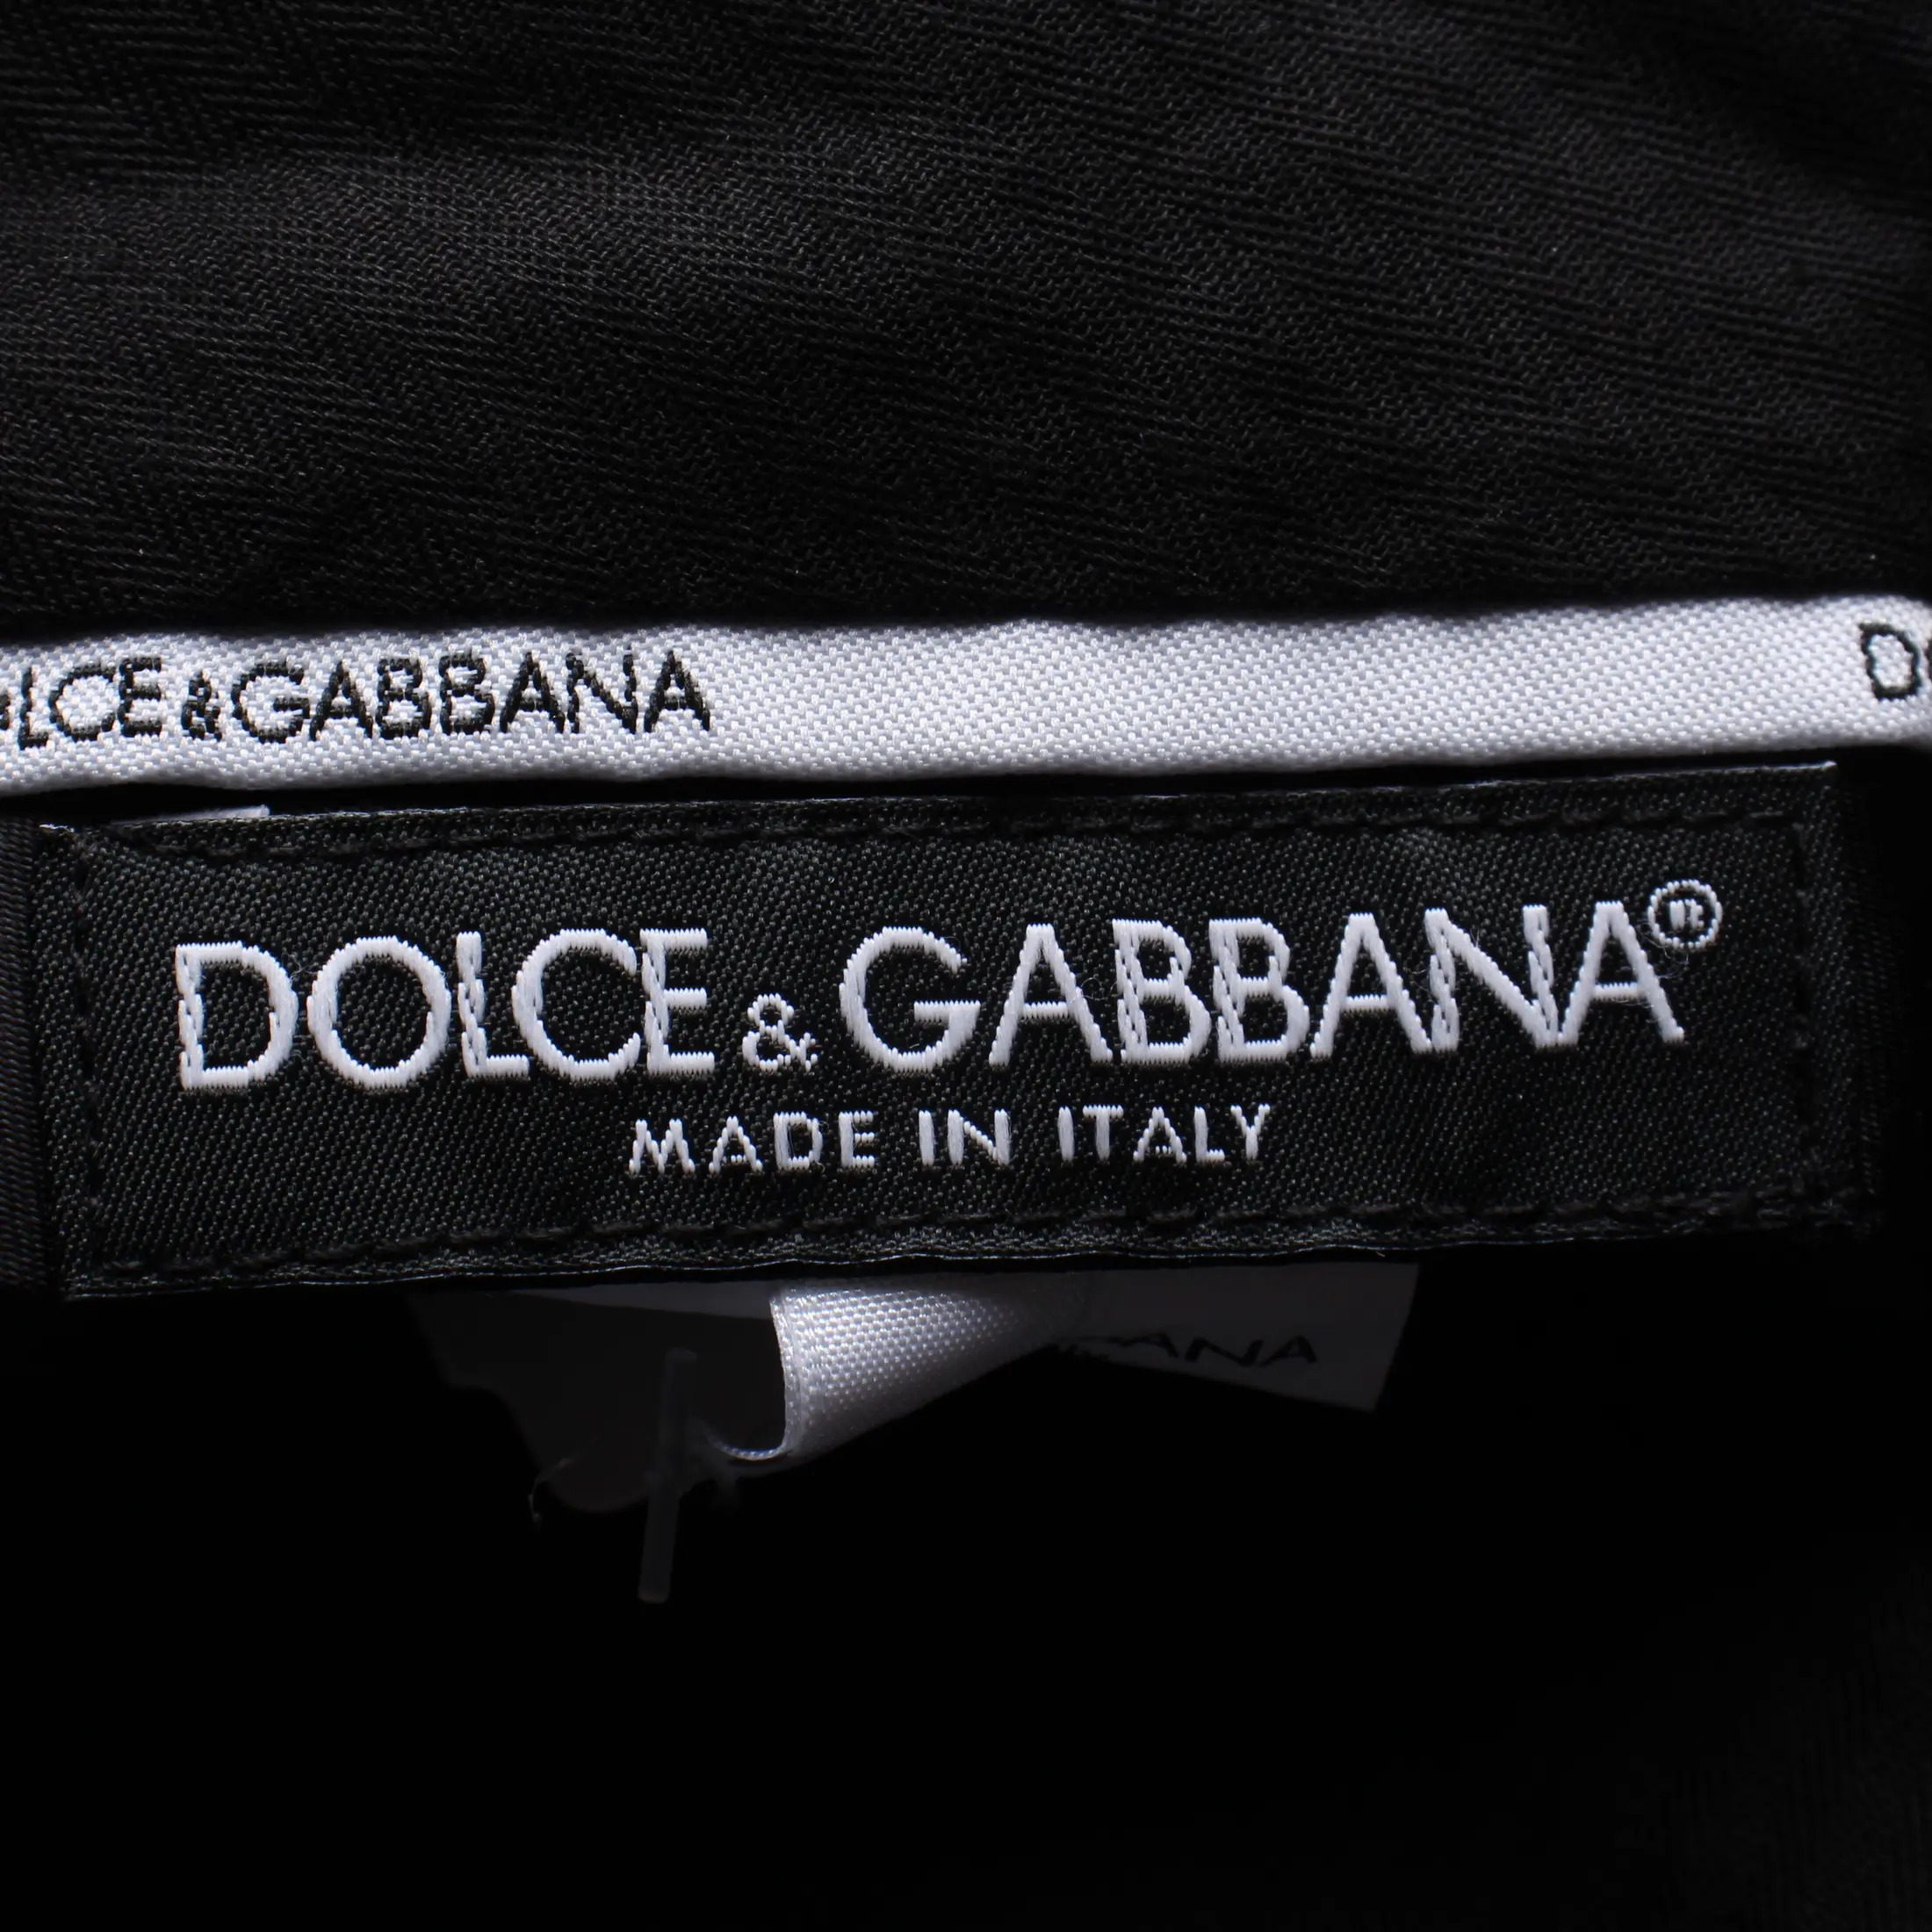 DOLCE & GABBANA
DOLCE & GABBANA®
MADE IN ITALY